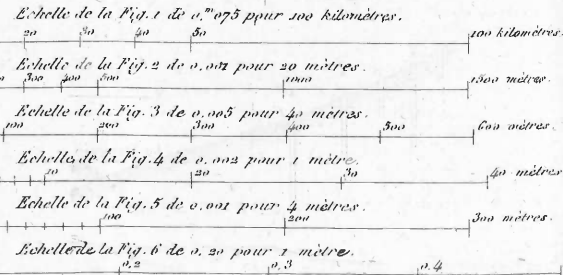 Echelle de la Fig. 1 de 0,ᵐ075 pour 100 kilomètres.
20 30 40 50 100 kilomètres.
Echelle de la Fig. 2 de 0,001 pour 20 mètres.
0 300 400 500 1000 1500 mètres.
Echelle de la Fig. 3 de 0,005 pour 40 mètres.
100 200 300 400 500 600 mètres.
Echelle de la Fig. 4 de 0,002 pour 1 mètre.
10 20 30 40 mètres
Echelle de la Fig. 5 de 0,001 pour 4 mètres.
100 200 300 mètres.
Echelle de la Fig. 6 de 0,20 pour 1 mètre.
0,2 0,3 0,4